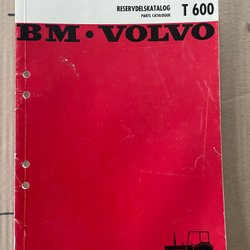 RESERVDELSKATALOG T 600
PARTS CATALOGUE
BM • VOLVO